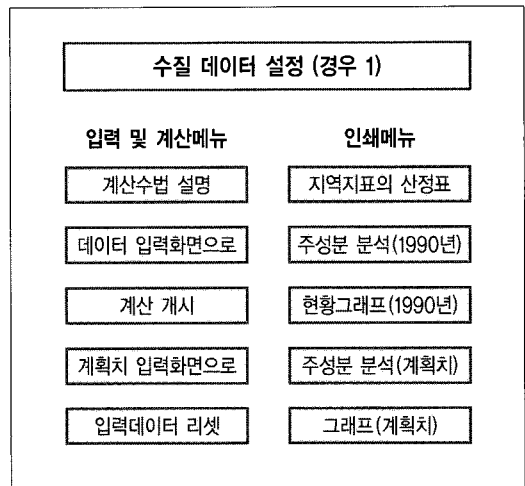 수질 데이터 설정 (경우 1)
입력 및 계산메뉴
계산수법 설명
데이터 입력화면으로
계산 개시
계획치 입력화면으로
입력데이터 리셋
인쇄메뉴
지역지표의 산정표
주성분 분석(1990년)
현황그래프(1990년)
주성분 분석(계획치)
그래프(계획치)